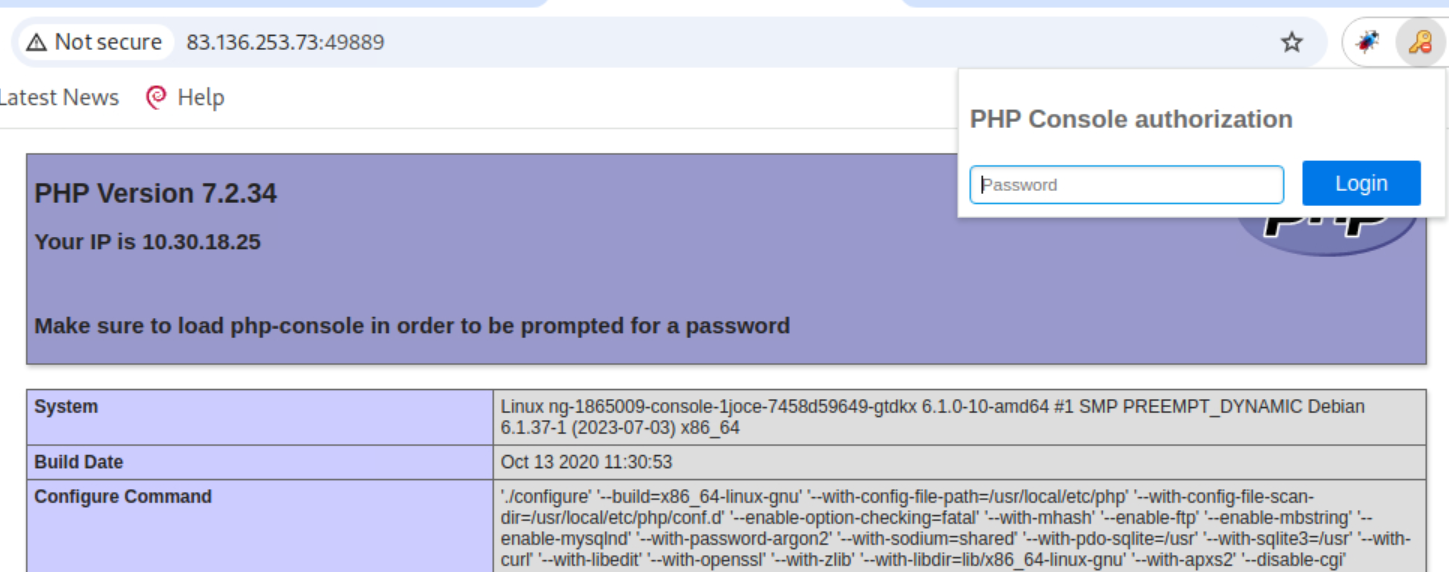 Not secure 83.136.253.73:49889
Latest News Help
PHP Console authorization
Password Login
PHP Version 7.2.34
Your IP is 10.30.18.25
Make sure to load php-console in order to be prompted for a password
php
System Linux ng-1865009-console-1joce-7458d59649-gtdkx 6.1.0-10-amd64 #1 SMP PREEMPT_DYNAMIC Debian
6.1.37-1 (2023-07-03) x86_64
Build Date Oct 13 2020 11:30:53
Configure Command './configure' '--build=x86_64-linux-gnu' '--with-config-file-path=/usr/local/etc/php' '--with-config-file-scan-
dir=/usr/local/etc/php/conf.d' '--enable-option-checking=fatal' '--with-mhash' '--enable-ftp' '--enable-mbstring' '--
enable-mysqlnd' '--with-password-argon2' '--with-sodium=shared' '--with-pdo-sqlite=/usr' '--with-sqlite3=/usr' '--with-
curl' '--with-libedit' '--with-openssl' '--with-zlib' '--with-libdir=lib/x86_64-linux-gnu' '--with-apxs2' '--disable-cgi'